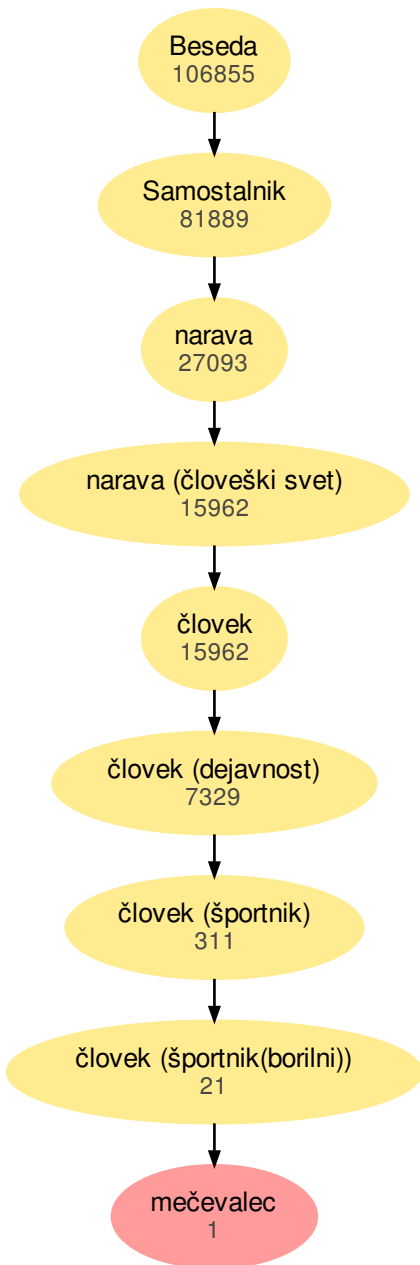 Beseda
106855
Samostalnik
81889
narava
27093
narava (človeški svet)
15962
človek
15962
človek (dejavnost)
7329
človek (športnik)
311
človek (športnik(borilni))
21
mečevalec
1